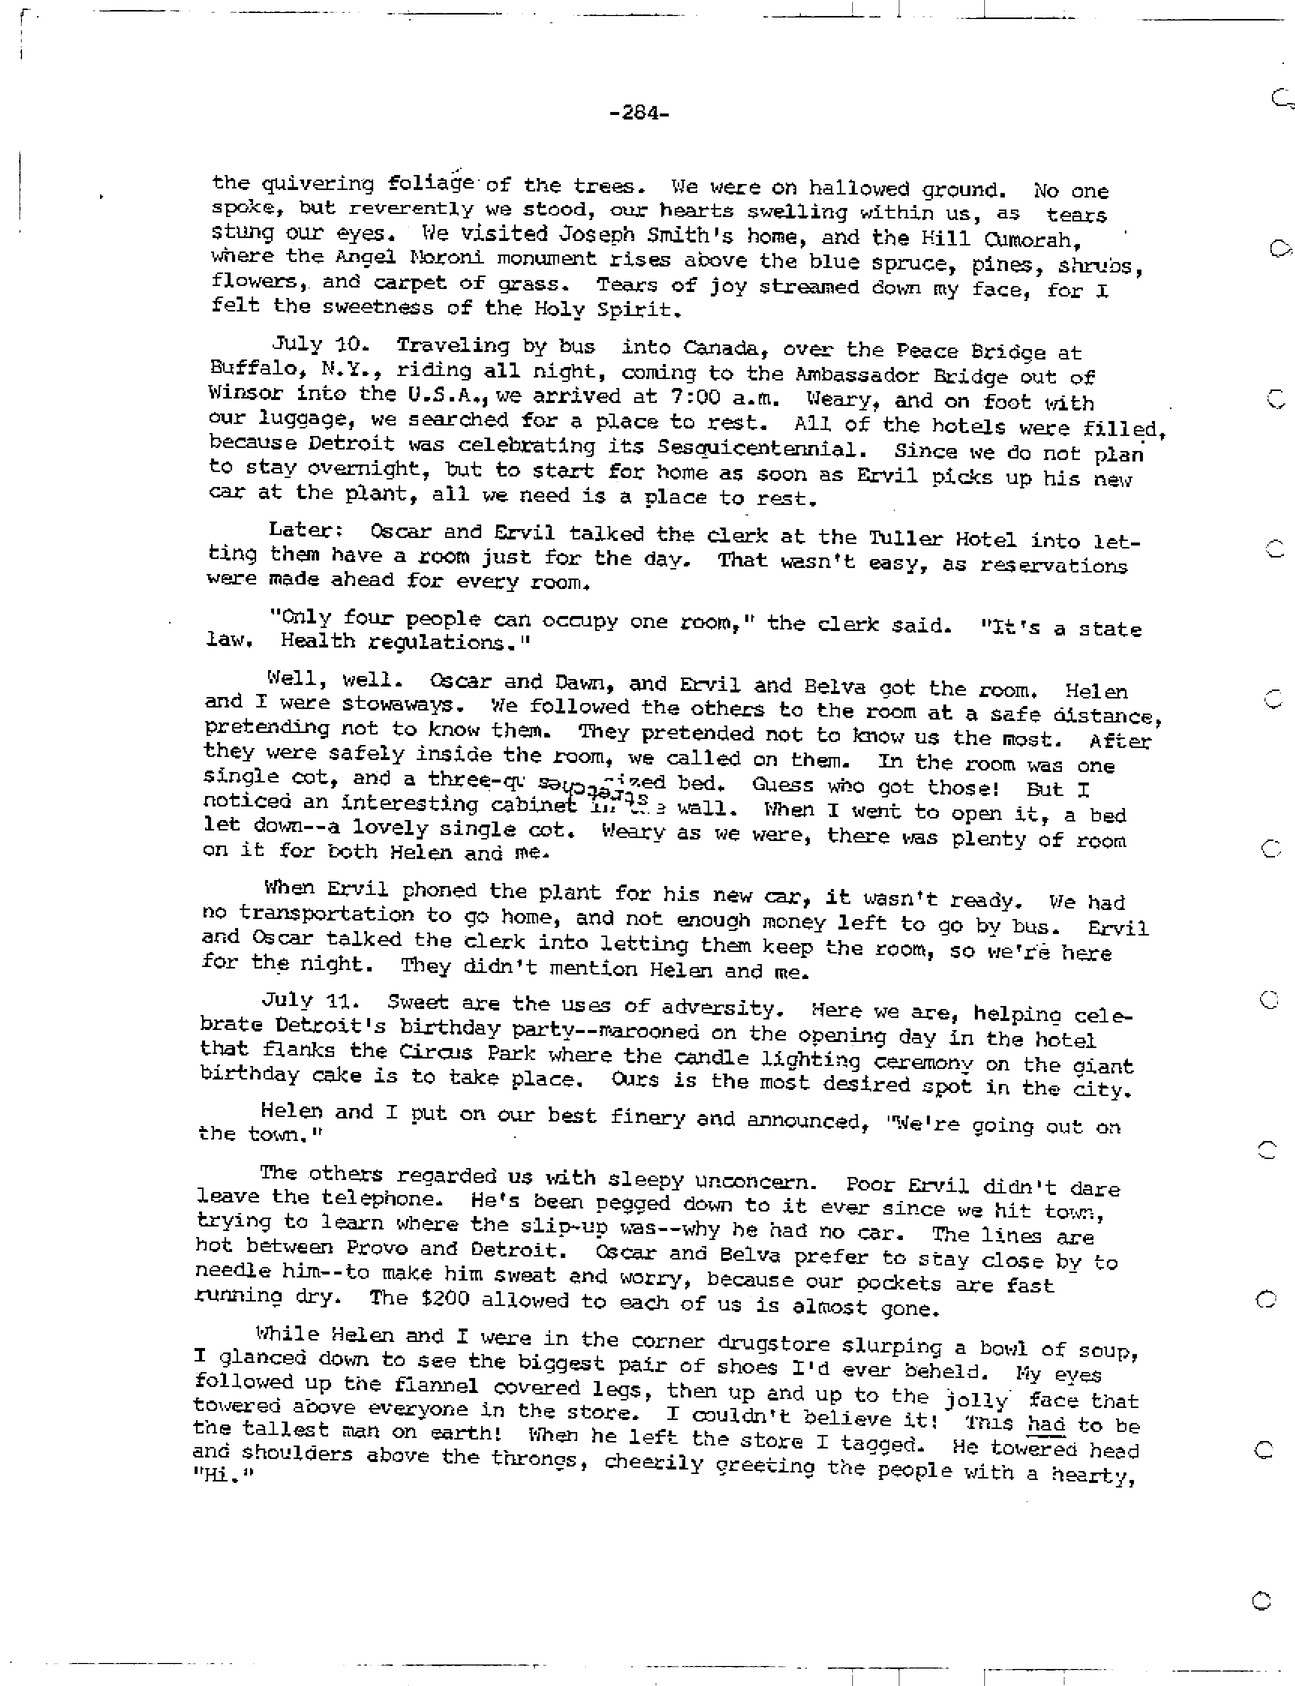 -284-
the quivering foliage of the trees. We were on hallowed ground. No one
spoke, but reverently we stood, our hearts swelling within us, as tears
stung our eyes. We visited Joseph Smith's home, and the Hill Cumorah,
where the Angel Moroni monument rises above the blue spruce, pines, shrubs,
flowers, and carpet of grass. Tears of joy streamed down my face, for I
felt the sweetness of the Holy Spirit.
July 10. Traveling by bus into Canada, over the Peace Bridge at
Buffalo, N.Y., riding all night, coming to the Ambassador Bridge out of
Winsor into the U.S.A., we arrived at 7:00 a.m. Weary, and on foot with
our luggage, we searched for a place to rest. All of the hotels were filled,
because Detroit was celebrating its Sesquicentennial. Since we do not plan
to stay overnight, but to start for home as soon as Ervil picks up his new
car at the plant, all we need is a place to rest.
Later: Oscar and Ervil talked the clerk at the Tuller Hotel into let-
ting them have a room just for the day. That wasn't easy, as reservations
were made ahead for every room.
"Only four people can occupy one room," the clerk said. "It's a state
law. Health regulations."
Well, well. Oscar and Dawn, and Ervil and Belva got the room. Helen
and I were stowaways. We followed the others to the room at a safe distance,
pretending not to know them. They pretended not to know us the most. After
they were safely inside the room, we called on them. In the room was one
single cot, and a bed. Guess who got those! But I
noticed an interesting cabinet wall. When I went to open it, a bed
let down--a lovely single cot. Weary as we were, there was plenty of room
on it for both Helen and me.
When Ervil phoned the plant for his new car, it wasn't ready. We had
no transportation to go home, and not enough money left to go by bus. Ervil
and Oscar talked the clerk into letting them keep the room, so we're here
for the night. They didn't mention Helen and me.
July 11. Sweet are the uses of adversity. Here we are, helping cele-
brate Detroit's birthday party--marooned on the opening day in the hotel
that flanks the Circus Park where the candle lighting ceremony on the giant
birthday cake is to take place. Ours is the most desired spot in the city.
Helen and I put on our best finery and announced, "We're going out on
the town."
The others regarded us with sleepy unconcern. Poor Ervil didn't dare
leave the telephone. He's been pegged down to it ever since we hit town,
trying to learn where the slip-up was--why he had no car. The lines are
hot between Provo and Detroit. Oscar and Belva prefer to stay close by to
needle him--to make him sweat and worry, because our pockets are fast
running dry. The $200 allowed to each of us is almost gone.
While Helen and I were in the corner drugstore slurping a bowl of soup,
I glanced down to see the biggest pair of shoes I'd ever beheld. My eyes
followed up the flannel covered legs, then up and up to the jolly face that
towered above everyone in the store. I couldn't believe it! This had to be
the tallest man on earth! When he left the store I tagged. He towered head
and shoulders above the throngs, cheerily greeting the people with a hearty,
"Hi."